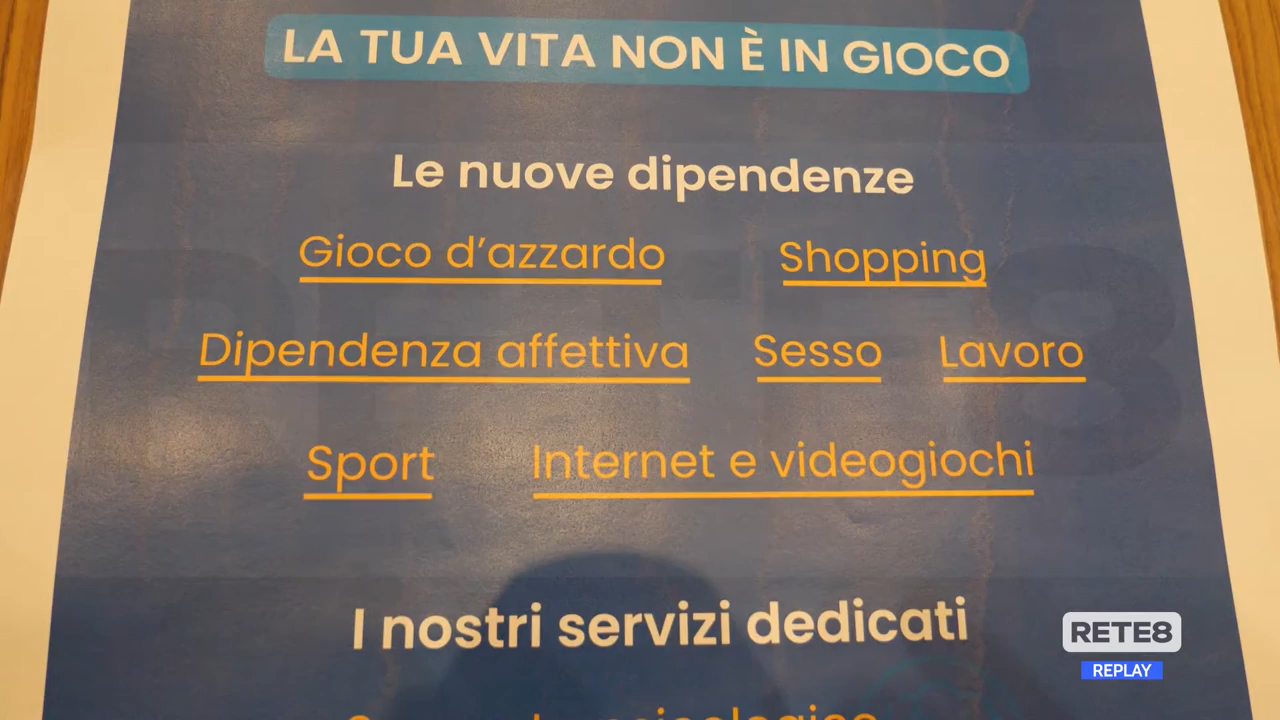 LA TUA VITA NON È IN GIOCO
Le nuove dipendenze
Gioco d'azzardo Shopping
Dipendenza affettiva Sesso Lavoro
Sport Internet e videogiochi
I nostri servizi dedicati
RETE8
REPLAY